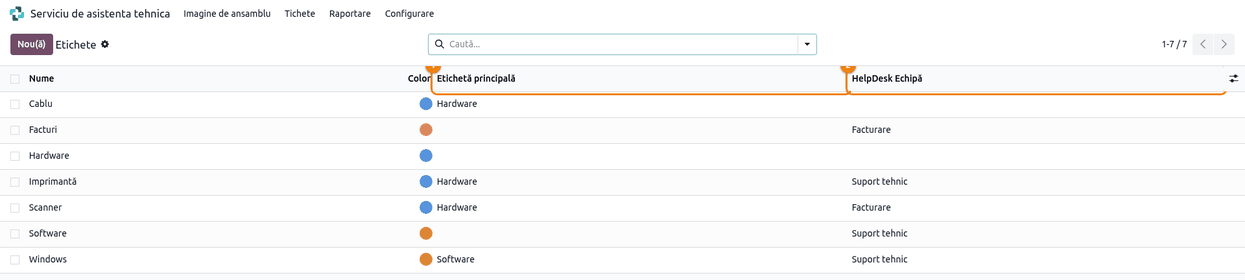 Serviciu de asistenta tehnica Imagine de ansamblu Tichete Raportare Configurare
Nou(ă) Etichete Caută... 1-7 / 7
Nume Color Etichetă principală HelpDesk Echipă
Cablu Hardware
Facturi Facturare
Hardware
Imprimantă Hardware Suport tehnic
Scanner Hardware Facturare
Software Suport tehnic
Windows Software Suport tehnic